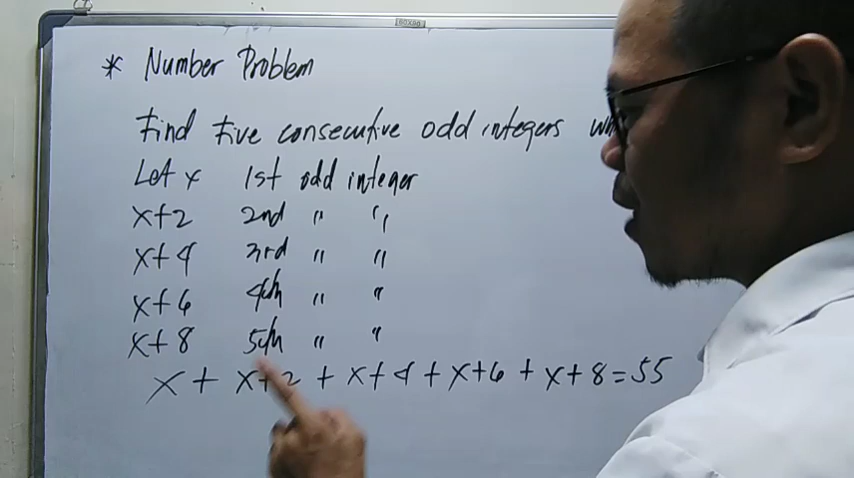 * Number Problem
Find Five consecutive odd integers
Let x 1st odd integer
x+2 2nd " "
x+4 3rd " "
x+6 4th " "
x+8 5th " "
x + x+2 + x+4 + x+6 + x+8 = 55